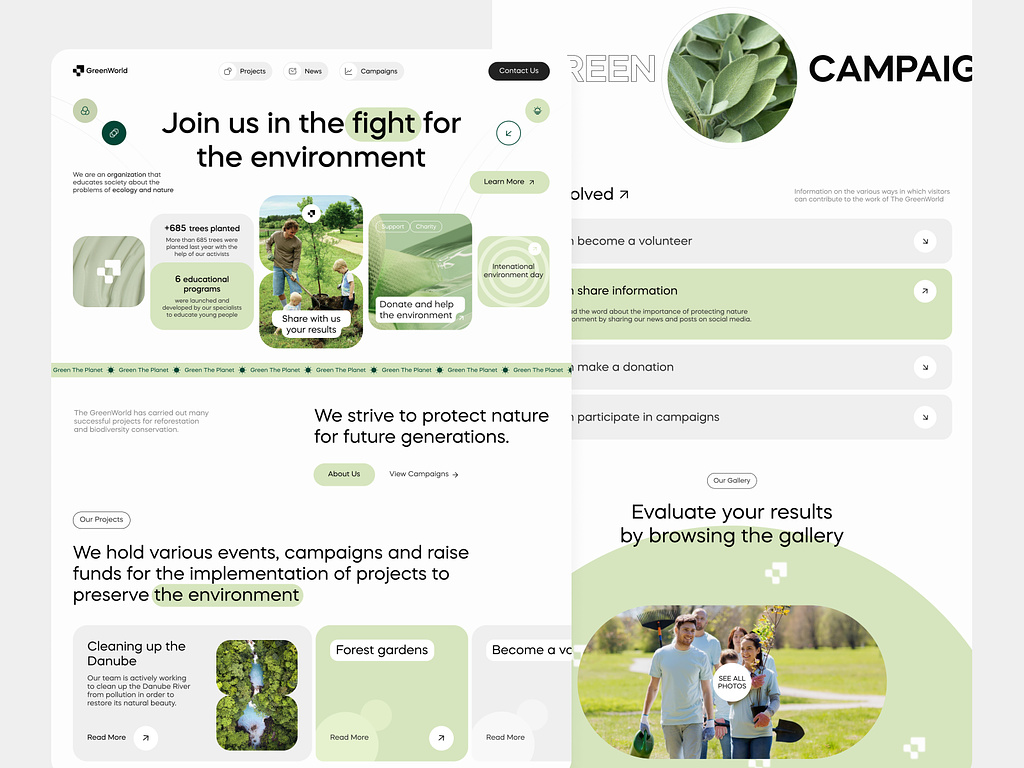 GreenWorld
Projects
News
Campaigns
Contact Us
Join us in the fight for
the environment
We are an organization that
educates society about the
problems of ecology and nature
Learn More
+685 trees planted
More than 685 trees were
planted last year with the
help of our activists
6 educational
programs
were launched and
developed by our specialists
to educate young people
Share with us
your results
Support
Charity
Donate and help
the environment
Intenational
environment day
Green The Planet
Green The Planet
Green The Planet
Green The Planet
Green The Planet
Green The Planet
Green The Planet
Green The Planet
The GreenWorld has carried out many
successful projects for reforestation
and biodiversity conservation.
We strive to protect nature
for future generations.
About Us
View Campaigns
Our Projects
We hold various events, campaigns and raise
funds for the implementation of projects to
preserve the environment
Cleaning up the
Danube
Our team is actively working
to clean up the Danube River
from pollution in order to
restore its natural beauty.
Read More
Forest gardens
Read More
Become a vo
Read More
REEN
CAMPAIG
olved
Information on the various ways in which visitors
can contribute to the work of The GreenWorld
become a volunteer
share information
d the word about the importance of protecting nature
onment by sharing our news and posts on social media.
make a donation
participate in campaigns
Our Gallery
Evaluate your results
by browsing the gallery
SEE ALL
PHOTOS